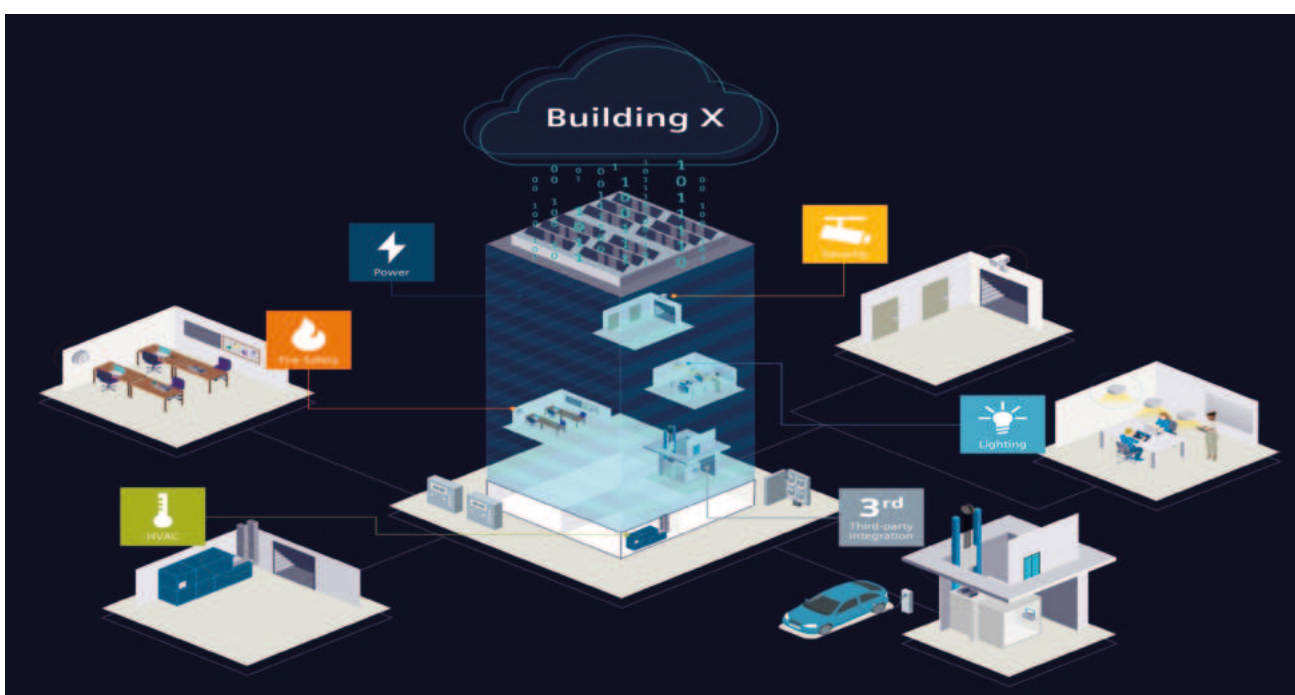 Building X
Power
Security
Fire Safety
Lighting
HVAC
3rd
Third-party
integration